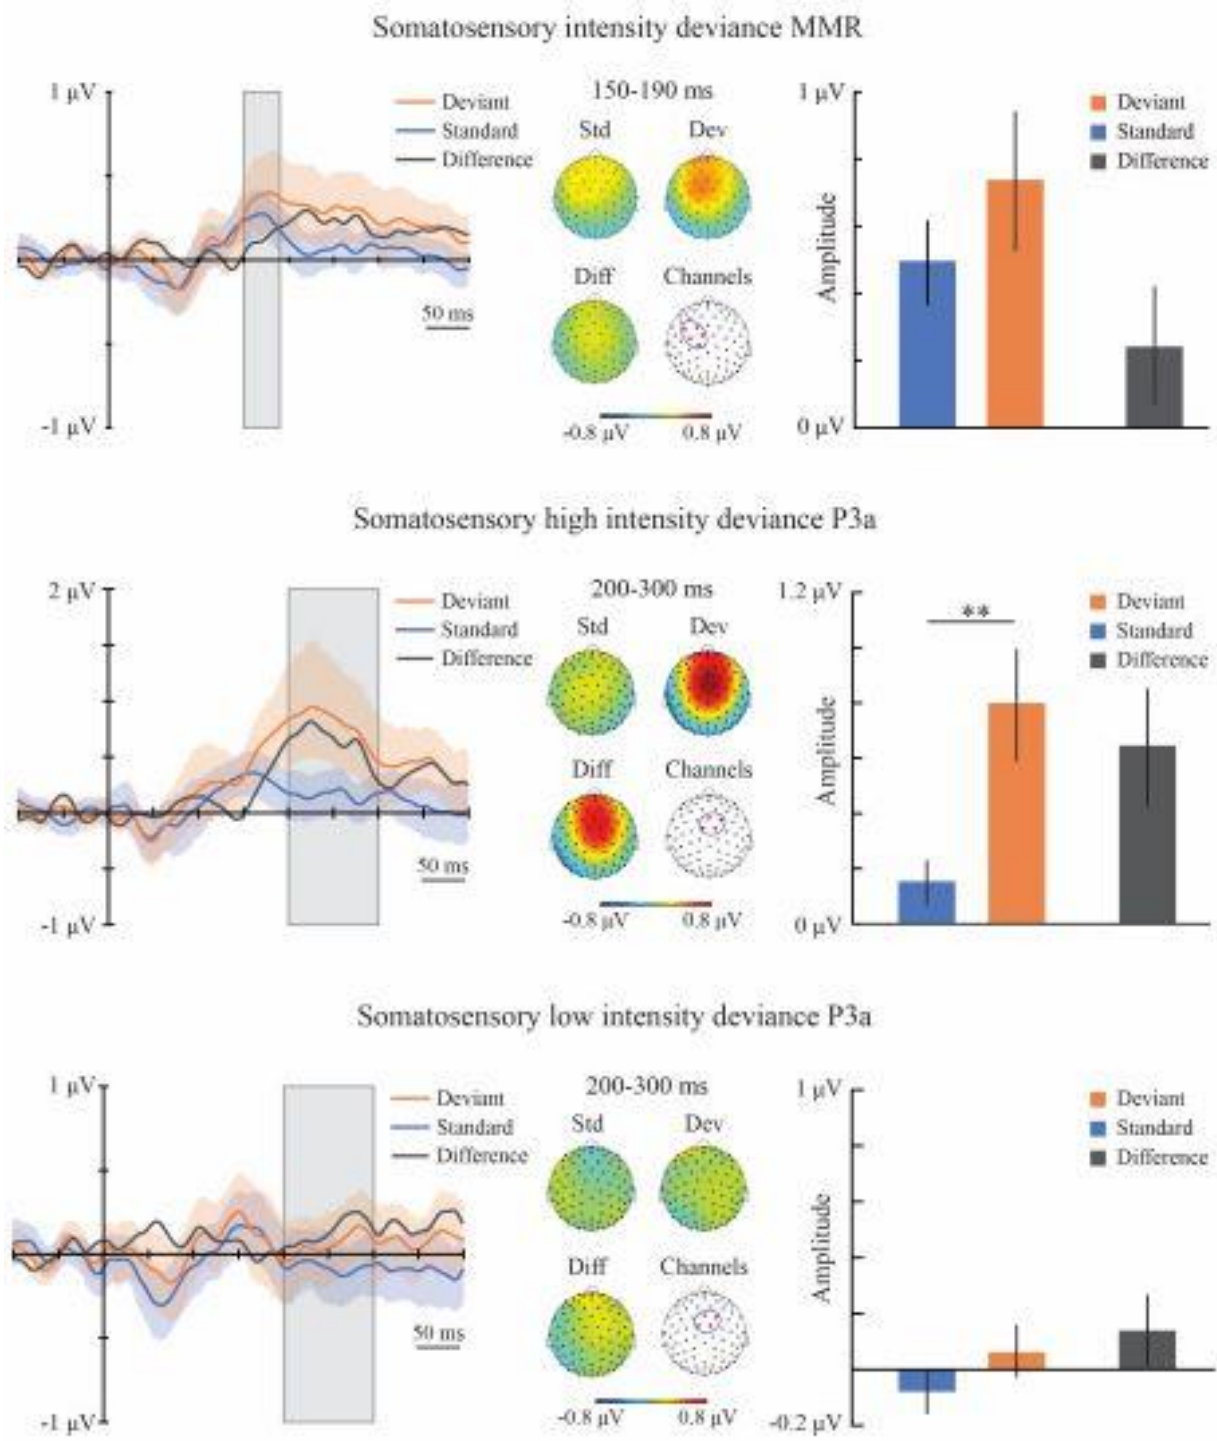 Somatosensory intensity deviance MMR
1 μV
Deviant
Standard
Difference
50 ms
-1 μV
150-190 ms
Std
Dev
Diff
Channels
-0.8 μV
0.8 μV
1 μV
Amplitude
0 μV
Deviant
Standard
Difference
Somatosensory high intensity deviance P3a
2 μV
Deviant
Standard
Difference
50 ms
-1 μV
200-300 ms
Std
Dev
Diff
Channels
-0.8 μV
0.8 μV
1.2 μV
**
Amplitude
0 μV
Deviant
Standard
Difference
Somatosensory low intensity deviance P3a
1 μV
Deviant
Standard
Difference
50 ms
-1 μV
200-300 ms
Std
Dev
Diff
Channels
-0.8 μV
0.8 μV
1 μV
Amplitude
-0.2 μV
Deviant
Standard
Difference